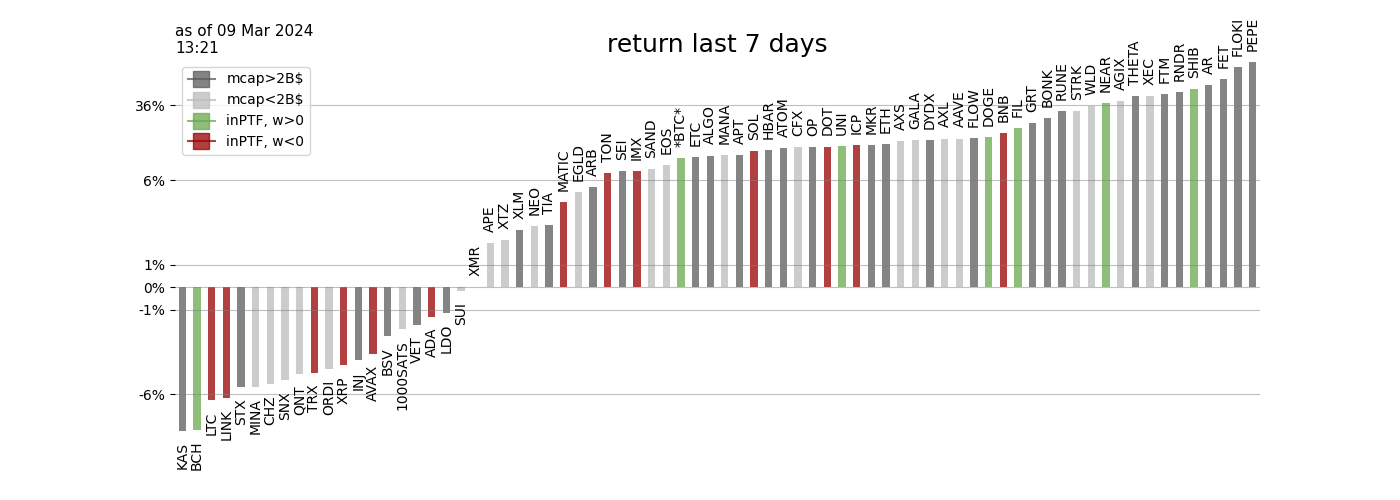 as of 09 Mar 2024
13:21
return last 7 days
mcap>2B$
mcap<2B$
inPTF, w>0
inPTF, w<0
36%
6%
1%
0%
-1%
-6%
KAS
BCH
LTC
LINK
STX
MINA
CHZ
SNX
QNT
TRX
ORDI
XRP
INJ
AVAX
BSV
1000SATS
VET
ADA
LDO
SUI
XMR
APE
XTZ
XLM
NEO
TIA
MATIC
EGLD
ARB
TON
SEI
IMX
SAND
EOS
*BTC*
ETC
ALGO
MANA
APT
SOL
HBAR
ATOM
CFX
OP
DOT
UNI
ICP
MKR
ETH
AXS
GALA
DYDX
AXL
AAVE
FLOW
DOGE
BNB
FIL
GRT
BONK
RUNE
STRK
WLD
NEAR
AGIX
THETA
XEC
FTM
RNDR
SHIB
AR
FET
FLOKI
PEPE